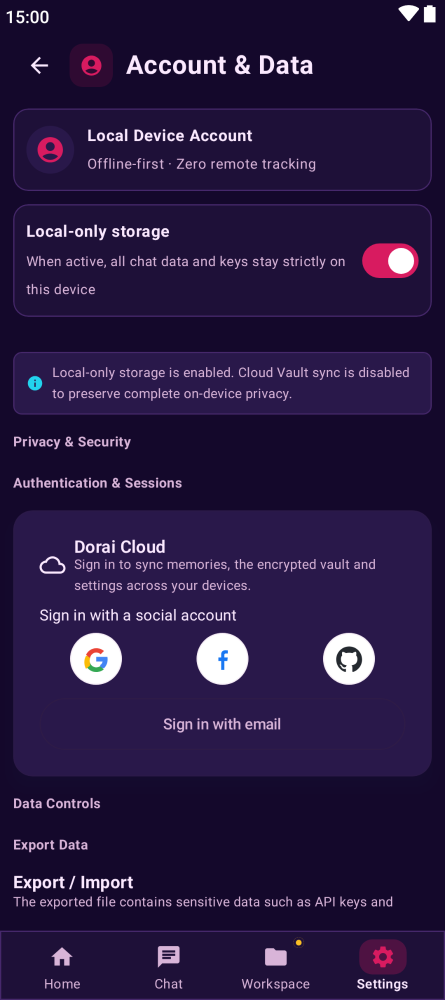 15:00
Account & Data
Local Device Account
Offline-first · Zero remote tracking
Local-only storage
When active, all chat data and keys stay strictly on
this device
Local-only storage is enabled. Cloud Vault sync is disabled
to preserve complete on-device privacy.
Privacy & Security
Authentication & Sessions
Dorai Cloud
Sign in to sync memories, the encrypted vault and
settings across your devices.
Sign in with a social account
Sign in with email
Data Controls
Export Data
Export / Import
The exported file contains sensitive data such as API keys and
Home
Chat
Workspace
Settings